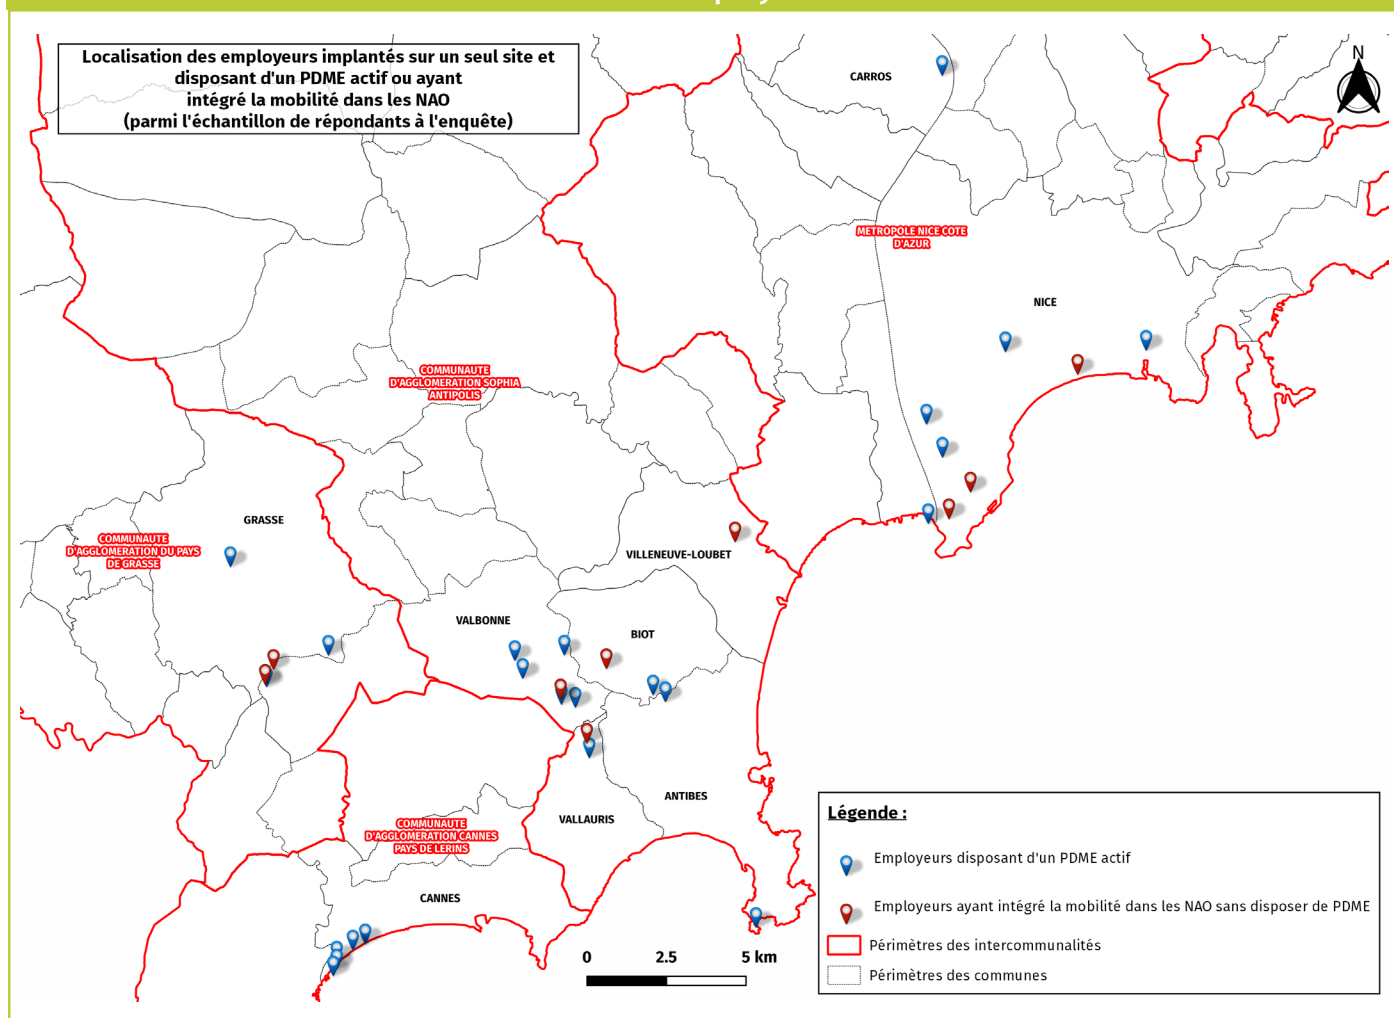 Localisation des employeurs implantés sur un seul site et
disposant d'un PDME actif ou ayant
intégré la mobilité dans les NAO
(parmi l'échantillon de répondants à l'enquête)
N
CARROS
METROPOLE NICE COTE
D'AZUR
NICE
COMMUNAUTE
D'AGGLOMERATION SOPHIA
ANTIPOLIS
GRASSE
COMMUNAUTE
D'AGGLOMERATION DU PAYS
DE GRASSE
VILLENEUVE-LOUBET
VALBONNE
BIOT
ANTIBES
VALLAURIS
COMMUNAUTE
D'AGGLOMERATION CANNES
PAYS DE LERINS
CANNES
0 2.5 5 km
Légende :
Employeurs disposant d'un PDME actif
Employeurs ayant intégré la mobilité dans les NAO sans disposer de PDME
Périmètres des intercommunalités
Périmètres des communes